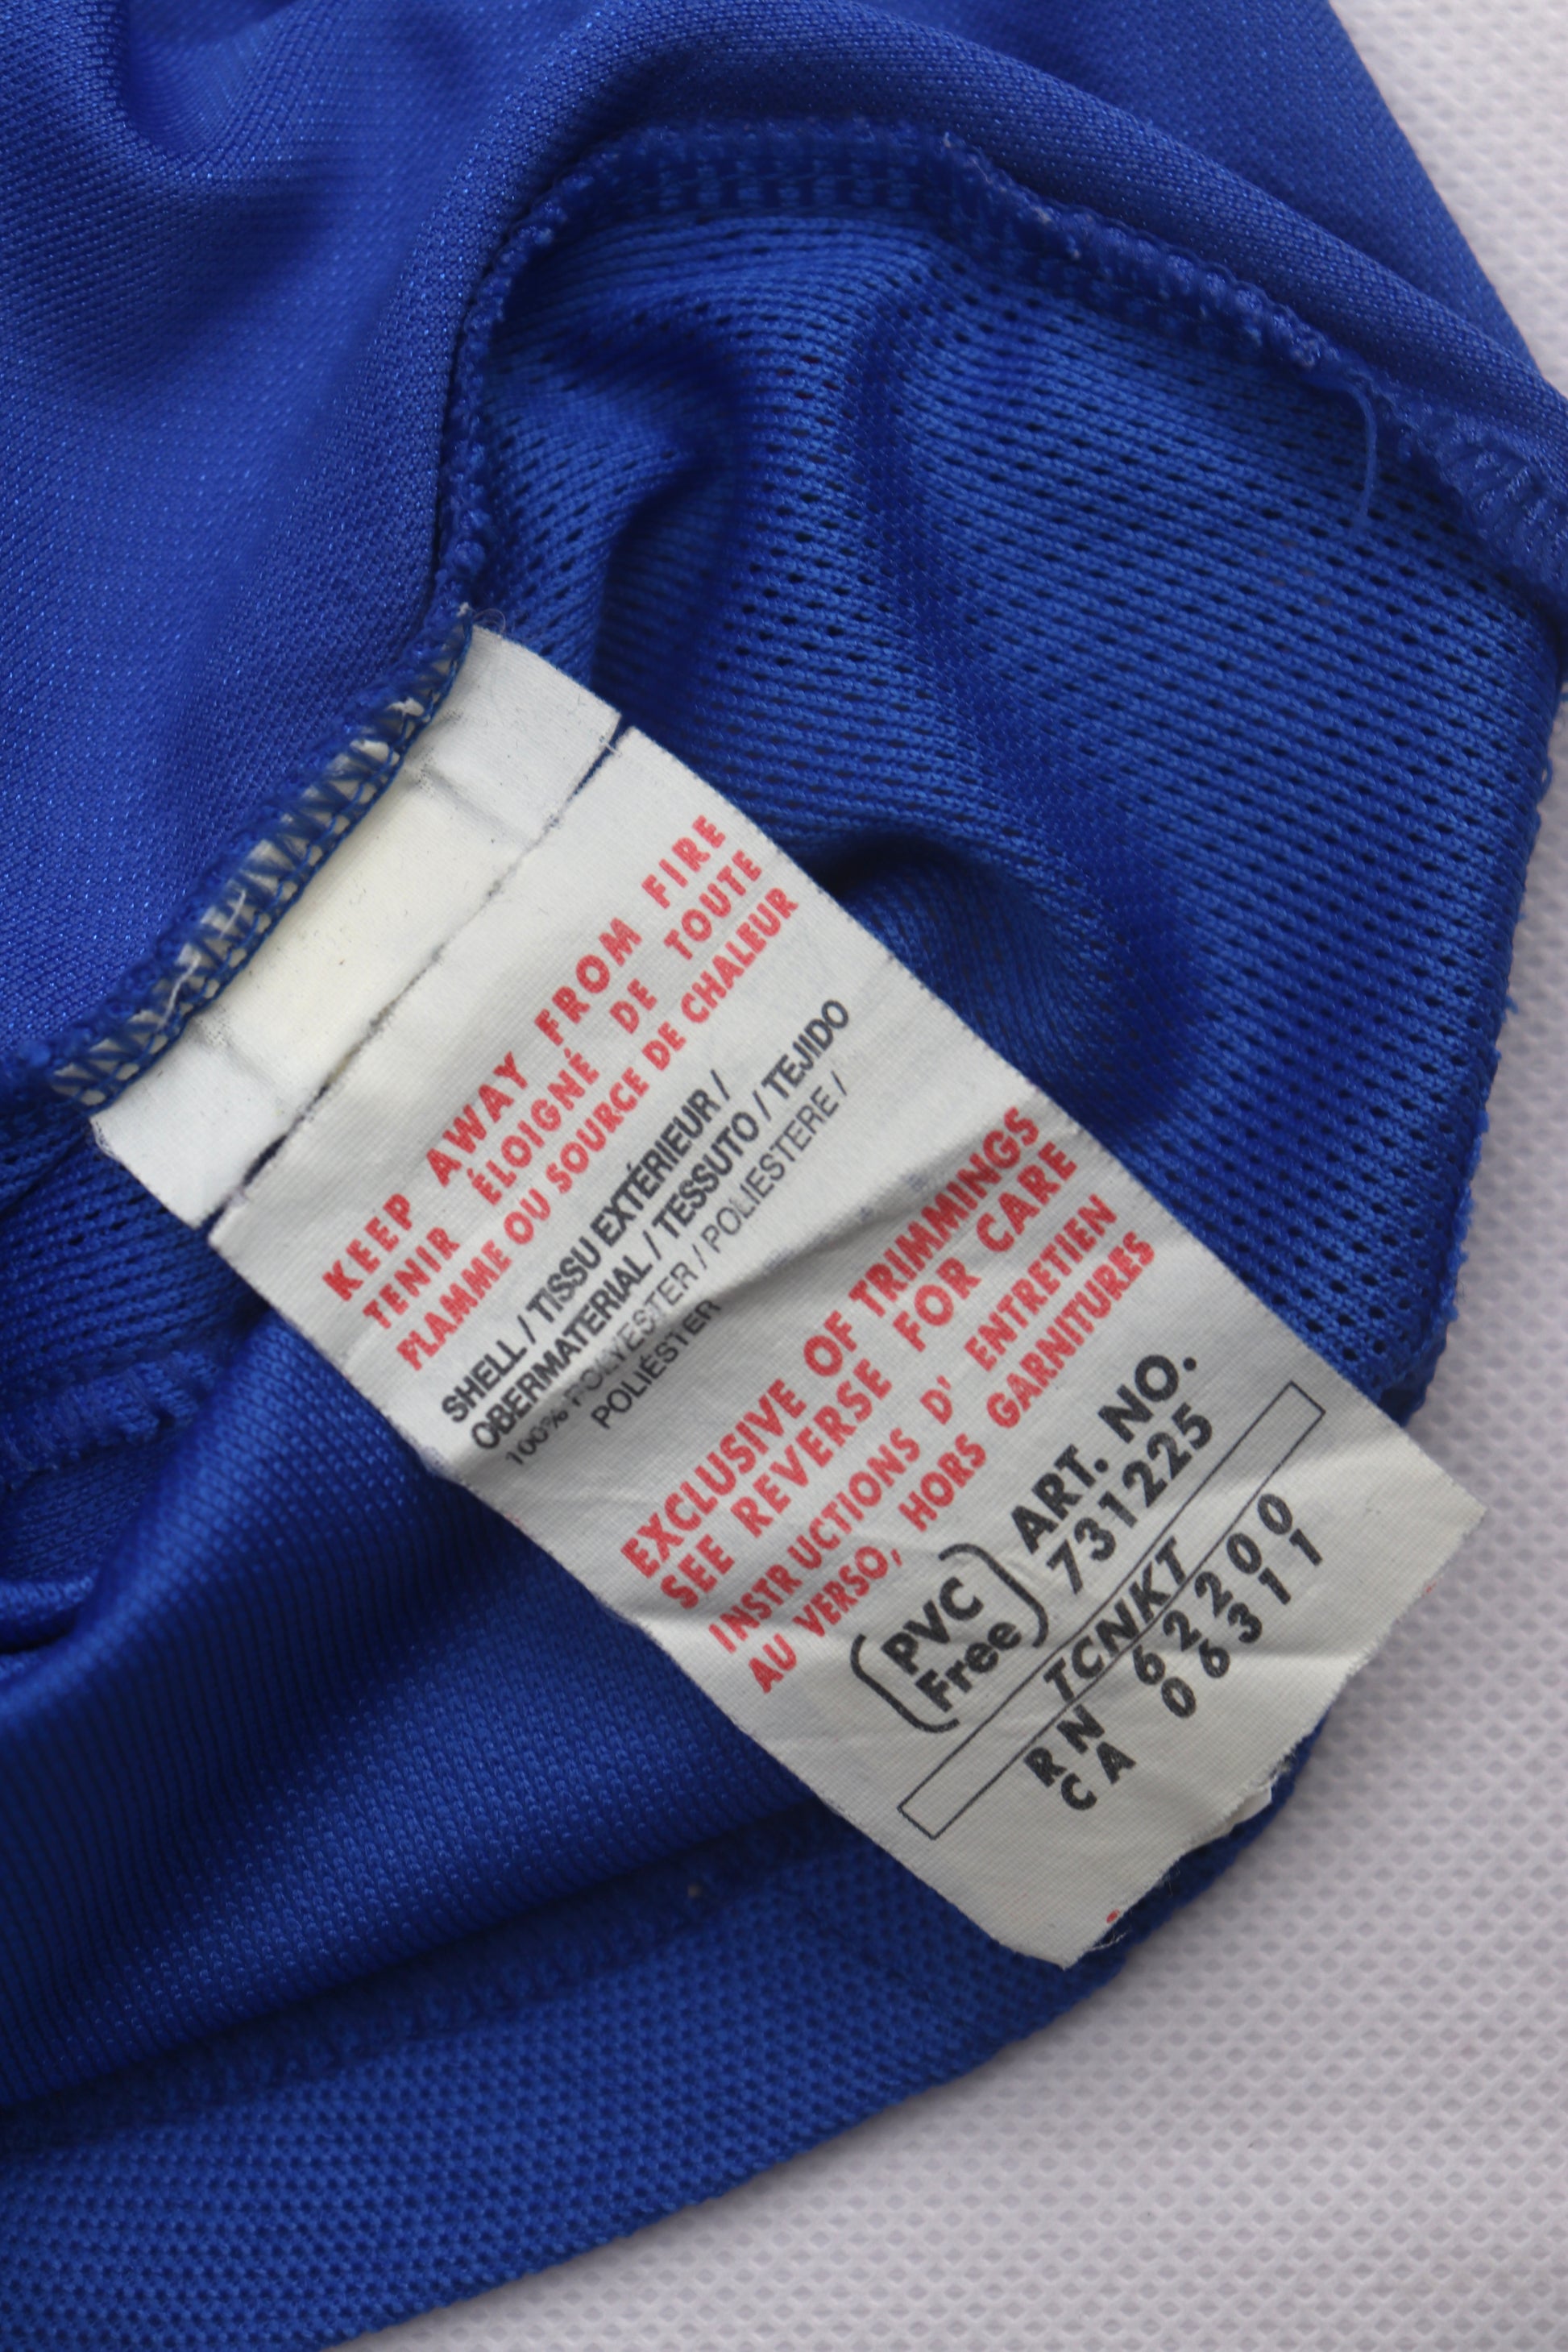 KEEP AWAY FROM FIRE
TENIR ÉLOIGNÉ DE TOUTE
FLAMME OU SOURCE DE CHALEUR
SHELL / TISSU EXTÉRIEUR /
OBERMATERIAL / TESSUTO / TEJIDO
100% POLYESTER / POLIESTERE /
POLIÉSTER
EXCLUSIVE OF TRIMMINGS
SEE REVERSE FOR CARE
INSTRUCTIONS D' ENTRETIEN
AU VERSO, HORS GARNITURES
PVC
Free
ART. NO.
731225
TCNKT
RN 62200
CA 06311